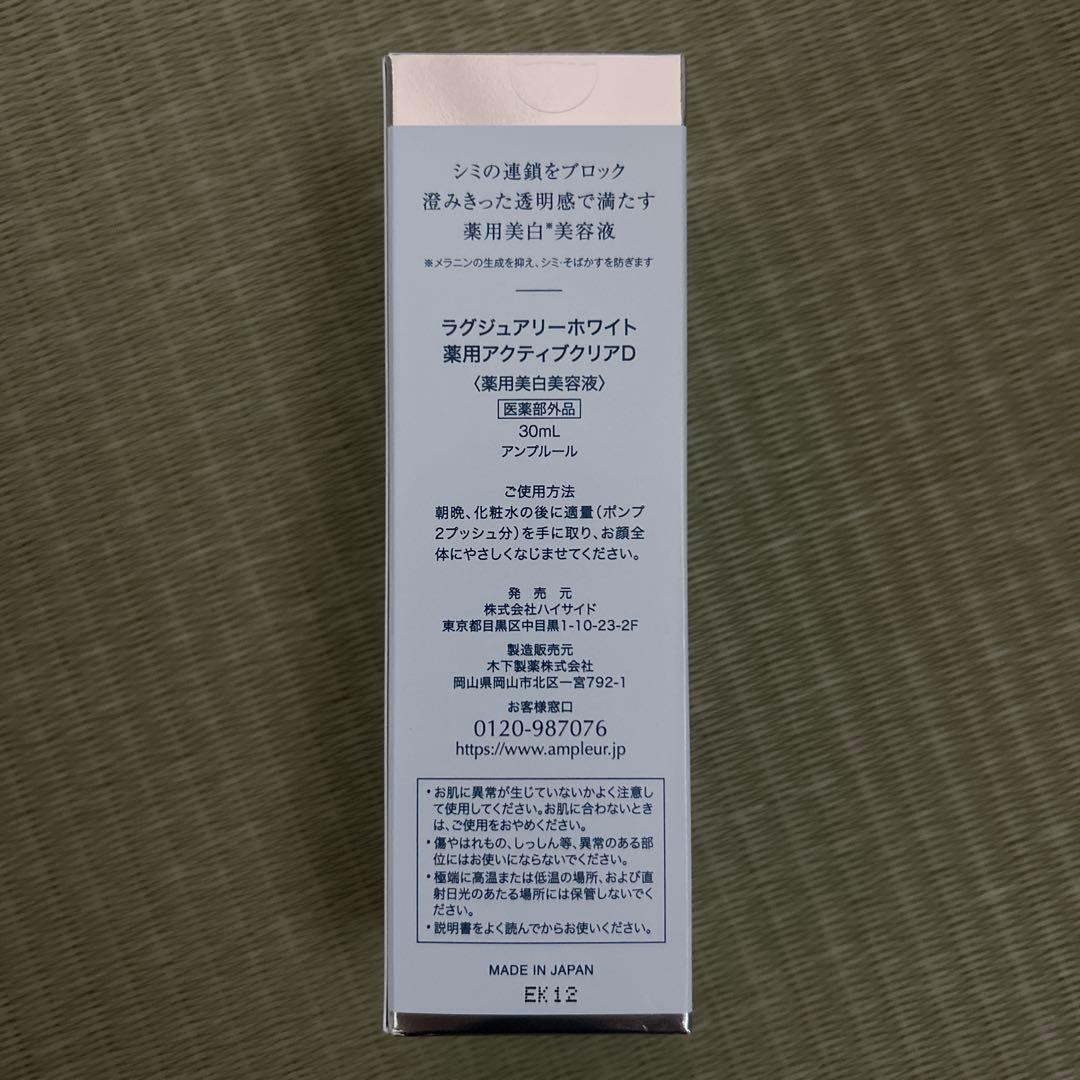 シミの連鎖をブロック
澄みきった透明感で満たす
薬用美白※美容液
※メラニンの生成を抑え、シミ・そばかすを防ぎます
ラグジュアリーホワイト
薬用アクティブクリアD
〈薬用美白美容液〉
医薬部外品
30mL
アンプルール
ご使用方法
朝晩、化粧水の後に適量(ポンプ
2プッシュ分)を手に取り、お顔全
体にやさしくなじませてください。
発売元
株式会社ハイサイド
東京都目黒区中目黒1-10-23-2F
製造販売元
木下製薬株式会社
岡山県岡山市北区一宮792-1
お客様窓口
0120-987076
https://www.ampleur.jp
・お肌に異常が生じていないかよく注意し
て使用してください。お肌に合わないとき
は、ご使用をおやめください。
・傷やはれもの、しっしん等、異常のある部
位にはお使いにならないでください。
・極端に高温または低温の場所、および直
射日光のあたる場所には保管しないでく
ださい。
・説明書をよく読んでからお使いください。
MADE IN JAPAN
EK12